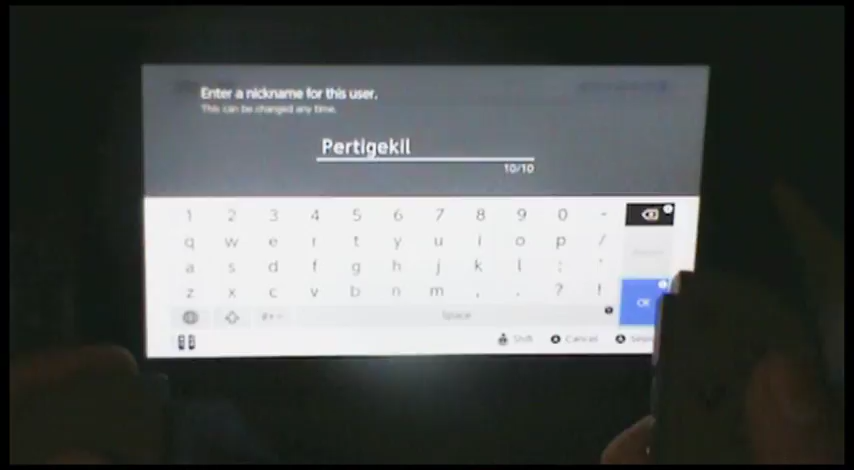 Enter a nickname for this user.
This can be changed any time.
Pertigekil
10/10
1 2 3 4 5 6 7 8 9 0 -
q w e r t y u i o p /
a s d f g h j k l : '
z x c v b n m , . ? !
#+= Space OK
Shift Cancel